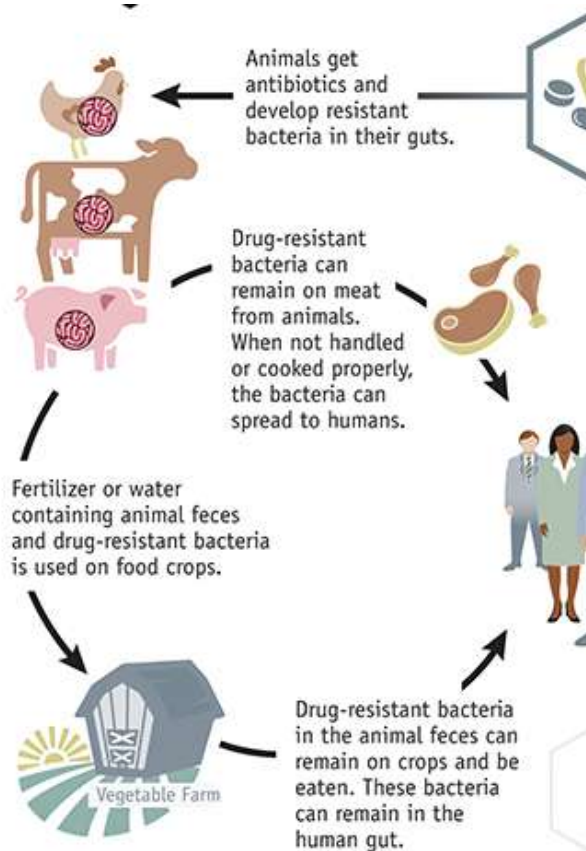 Animals get
antibiotics and
develop resistant
bacteria in their guts.
Drug-resistant
bacteria can
remain on meat
from animals.
When not handled
or cooked properly,
the bacteria can
spread to humans.
Fertilizer or water
containing animal feces
and drug-resistant bacteria
is used on food crops.
Vegetable Farm
Drug-resistant bacteria
in the animal feces can
remain on crops and be
eaten. These bacteria
can remain in the
human gut.